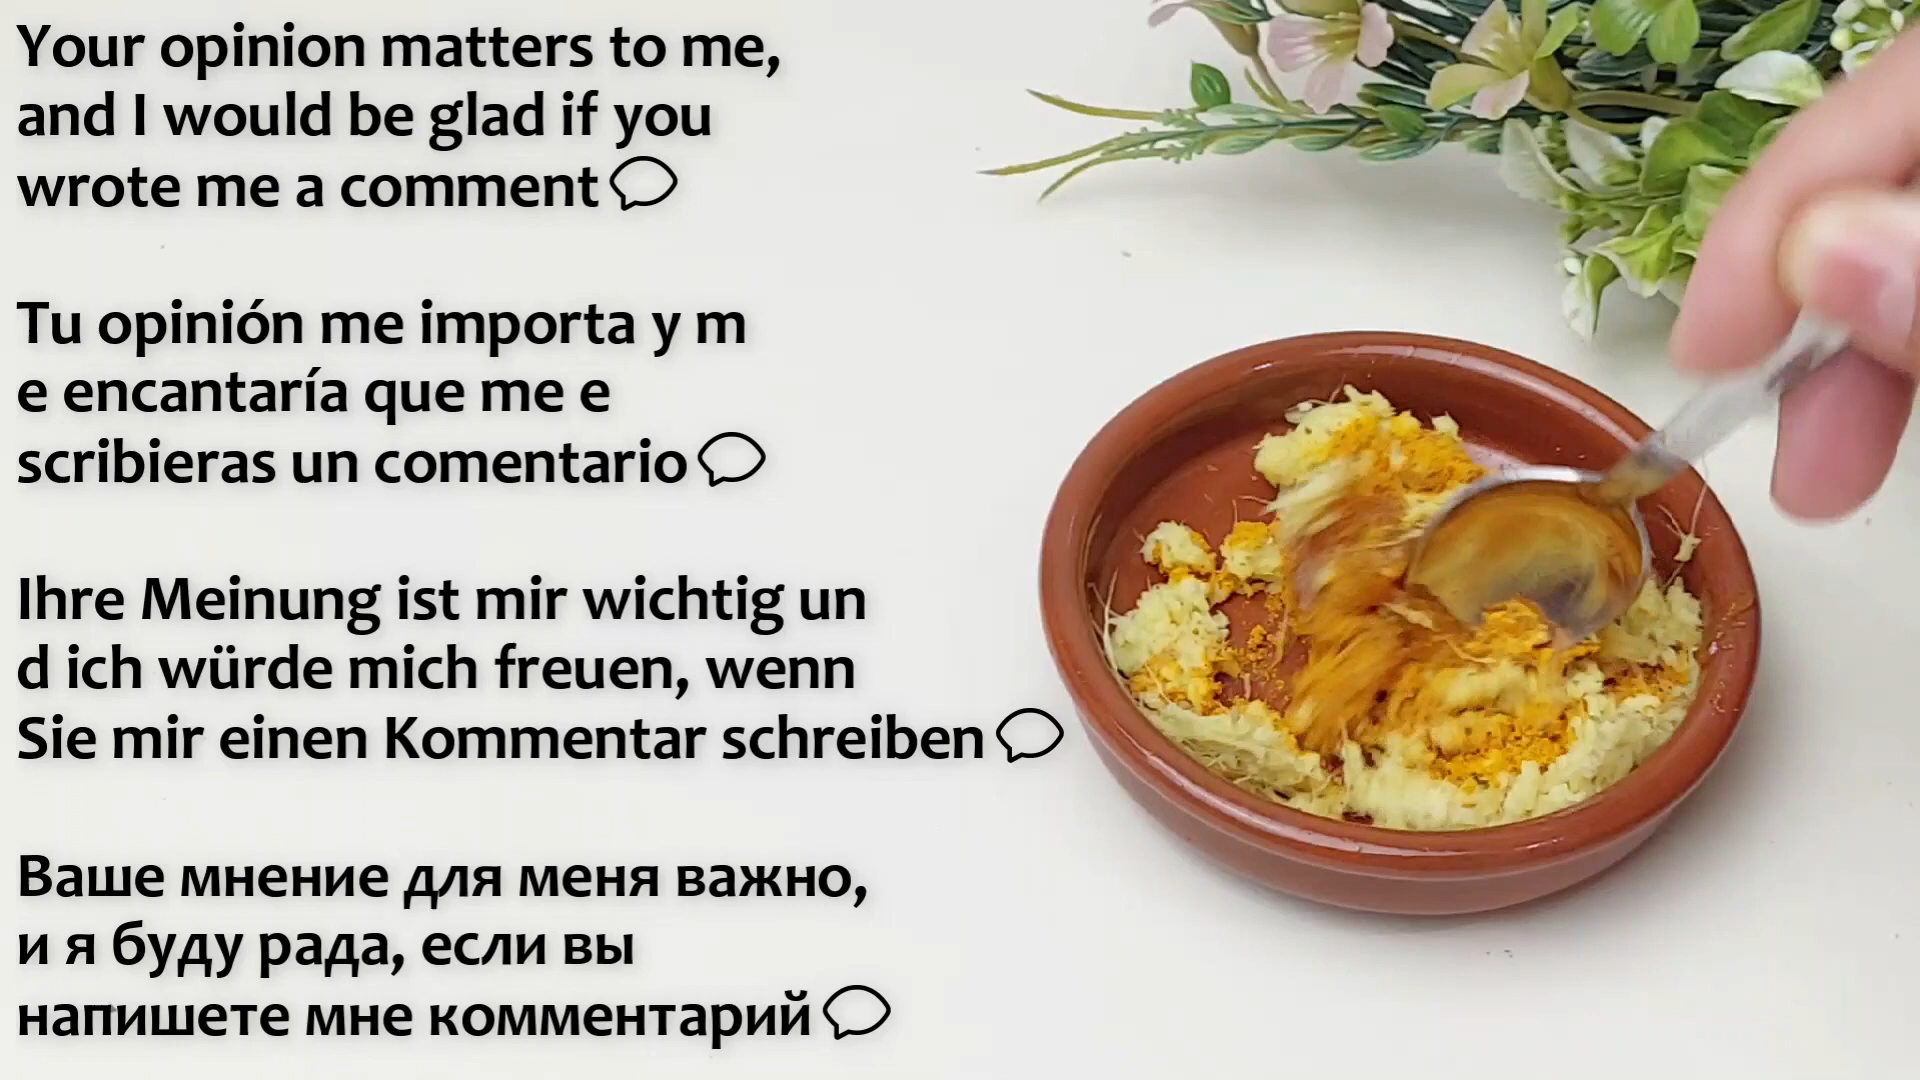 Your opinion matters to me,
and I would be glad if you
wrote me a comment
Tu opinión me importa y m
e encantaría que me e
scribieras un comentario
Ihre Meinung ist mir wichtig un
d ich würde mich freuen, wenn
Sie mir einen Kommentar schreiben
Ваше мнение для меня важно,
и я буду рада, если вы
напишете мне комментарий